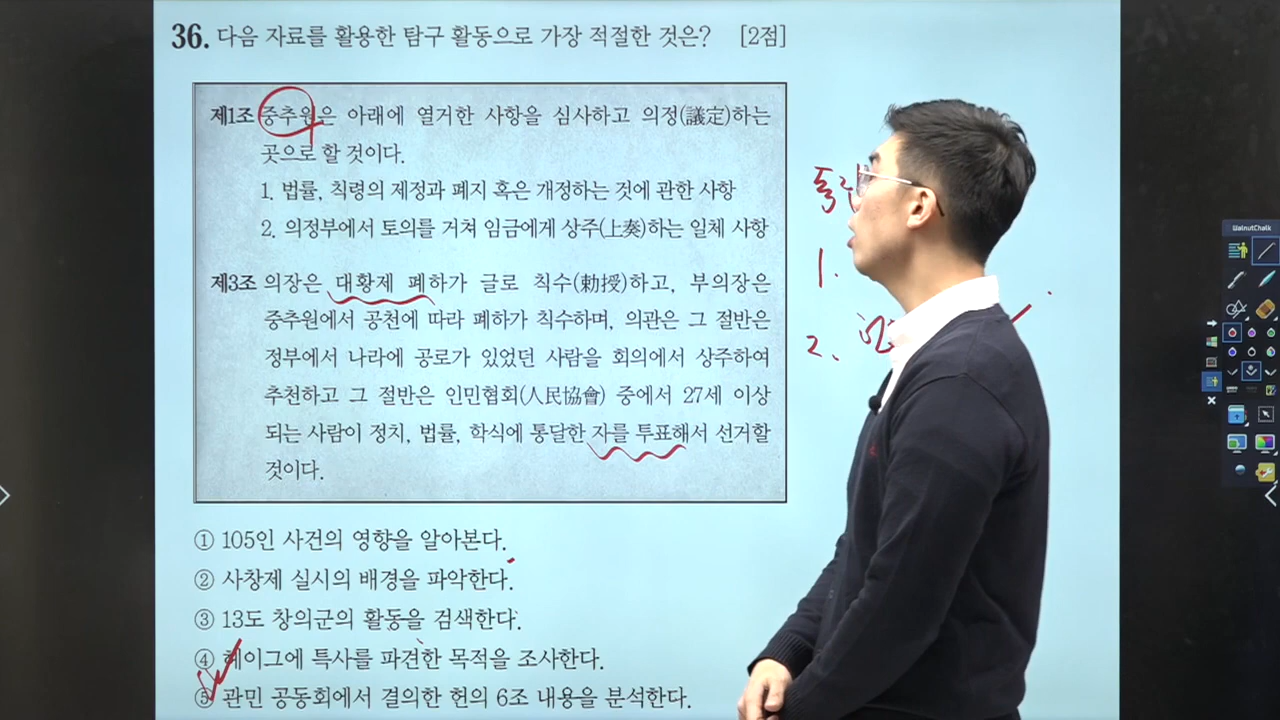 36. 다음 자료를 활용한 탐구 활동으로 가장 적절한 것은? [2점]
제1조 중추원은 아래에 열거한 사항을 심사하고 의정(議定)하는
곳으로 할 것이다.
1. 법률, 칙령의 제정과 폐지 혹은 개정하는 것에 관한 사항
2. 의정부에서 토의를 거쳐 임금에게 상주(上奏)하는 일체 사항
제3조 의장은 대황제 폐하가 글로 칙수(勅授)하고, 부의장은
중추원에서 공천에 따라 폐하가 칙수하며, 의관은 그 절반은
정부에서 나라에 공로가 있었던 사람을 회의에서 상주하여
추천하고 그 절반은 인민협회(人民協會) 중에서 27세 이상
되는 사람이 정치, 법률, 학식에 통달한 자를 투표해서 선거할
것이다.
① 105인 사건의 영향을 알아본다.
② 사창제 실시의 배경을 파악한다.
③ 13도 창의군의 활동을 검색한다.
④ 헤이그에 특사를 파견한 목적을 조사한다.
⑤ 관민 공동회에서 결의한 헌의 6조 내용을 분석한다.
1.
2.
WalnutChalk